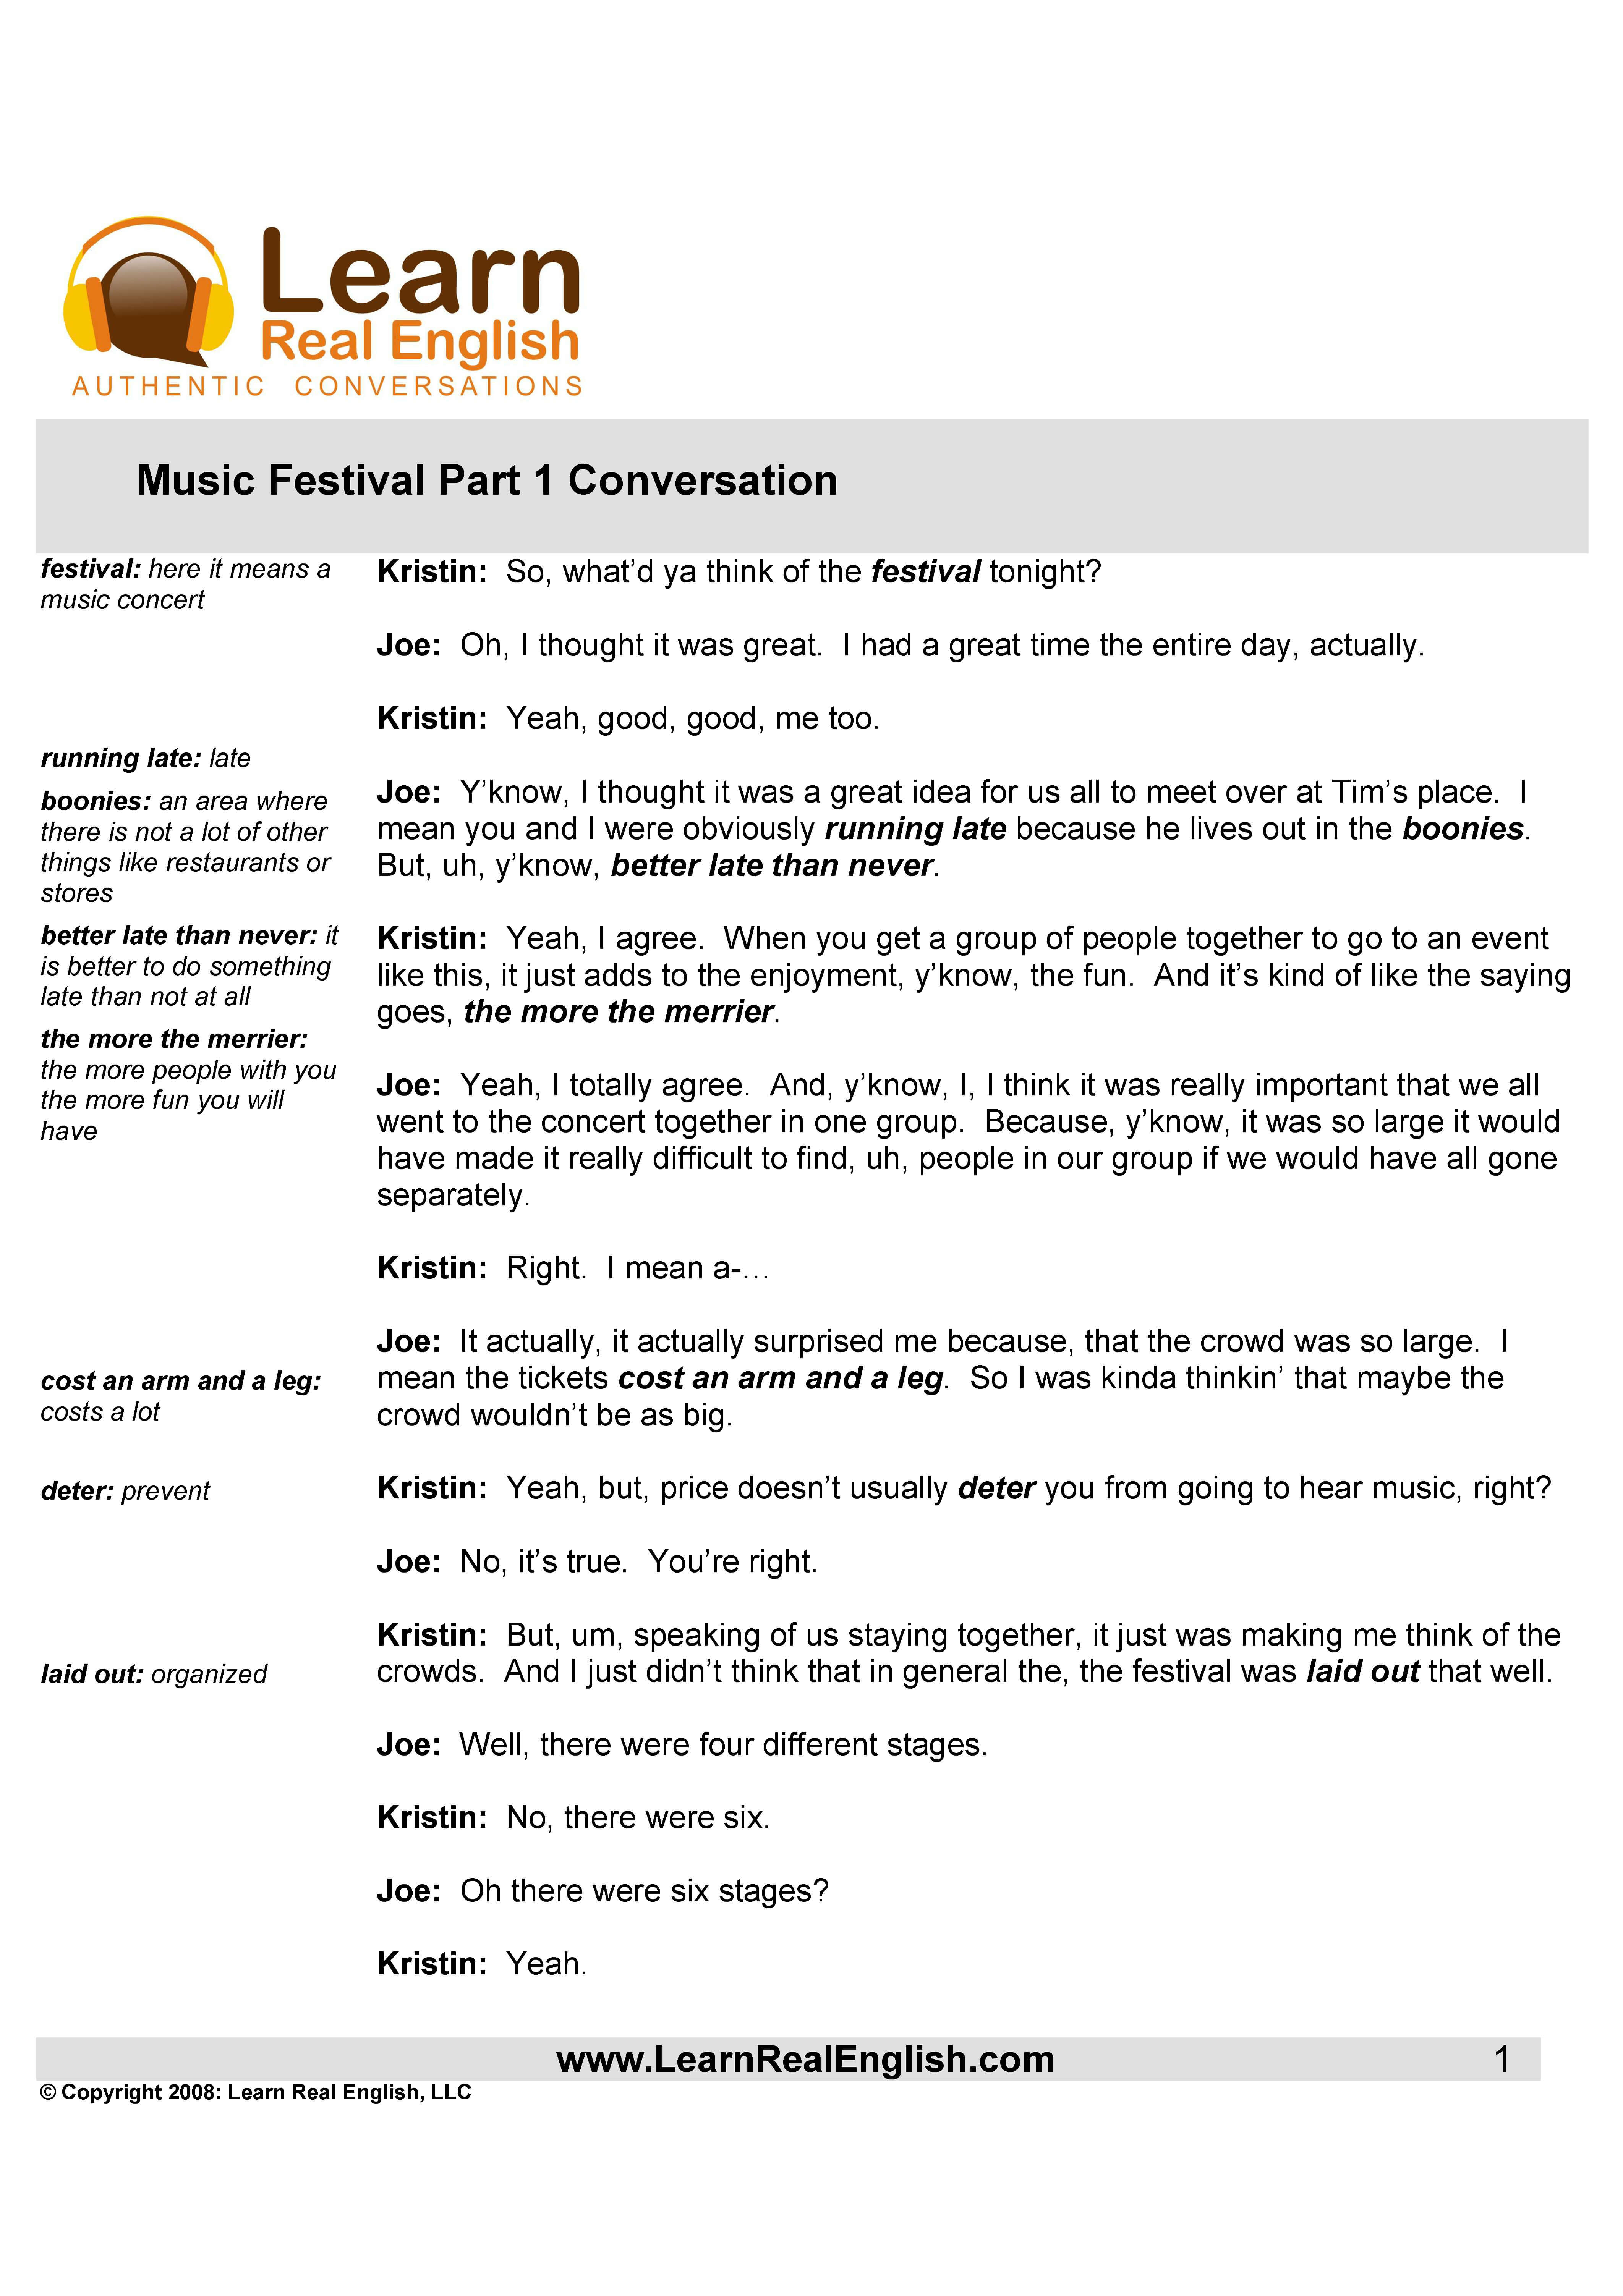 Learn
Real English
AUTHENTIC CONVERSATIONS
Music Festival Part 1 Conversation
festival: here it means a
music concert
running late: late
boonies: an area where
there is not a lot of other
things like restaurants or
stores
better late than never: it
is better to do something
late than not at all
the more the merrier:
the more people with you
the more fun you will
have
cost an arm and a leg:
costs a lot
deter: prevent
laid out: organized
Kristin: So, what’d ya think of the festival tonight?
Joe: Oh, I thought it was great. I had a great time the entire day, actually.
Kristin: Yeah, good, good, me too.
Joe: Y’know, I thought it was a great idea for us all to meet over at Tim’s place. I
mean you and I were obviously running late because he lives out in the boonies.
But, uh, y’know, better late than never.
Kristin: Yeah, I agree. When you get a group of people together to go to an event
like this, it just adds to the enjoyment, y’know, the fun. And it’s kind of like the saying
goes, the more the merrier.
Joe: Yeah, I totally agree. And, y’know, I, I think it was really important that we all
went to the concert together in one group. Because, y’know, it was so large it would
have made it really difficult to find, uh, people in our group if we would have all gone
separately.
Kristin: Right. I mean a-…
Joe: It actually, it actually surprised me because, that the crowd was so large. I
mean the tickets cost an arm and a leg. So I was kinda thinkin’ that maybe the
crowd wouldn’t be as big.
Kristin: Yeah, but, price doesn’t usually deter you from going to hear music, right?
Joe: No, it’s true. You’re right.
Kristin: But, um, speaking of us staying together, it just was making me think of the
crowds. And I just didn’t think that in general the, the festival was laid out that well.
Joe: Well, there were four different stages.
Kristin: No, there were six.
Joe: Oh there were six stages?
Kristin: Yeah.
www.LearnRealEnglish.com 1
© Copyright 2008: Learn Real English, LLC